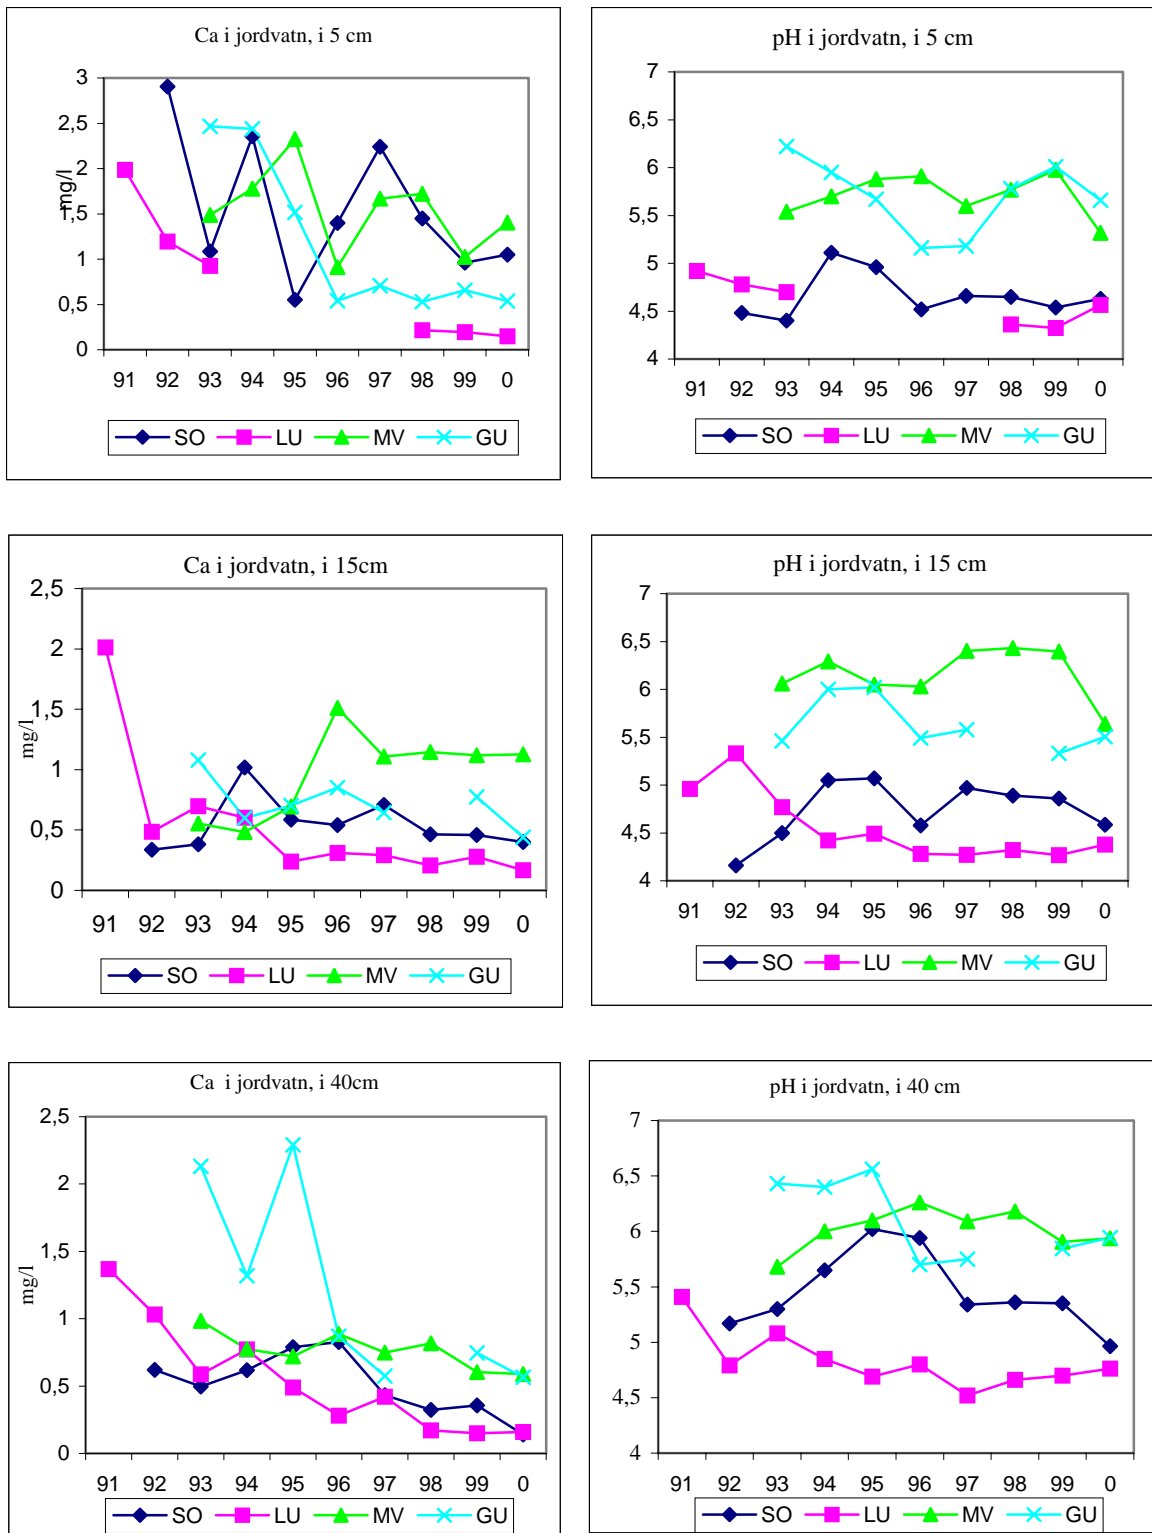 Ca i jordvatn, i 5 cm
mg/l
3
2,5
2
1,5
1
0,5
0
91 92 93 94 95 96 97 98 99 0
SO LU MV GU
pH i jordvatn, i 5 cm
7
6,5
6
5,5
5
4,5
4
91 92 93 94 95 96 97 98 99 0
SO LU MV GU
Ca i jordvatn, i 15cm
mg/l
2,5
2
1,5
1
0,5
0
91 92 93 94 95 96 97 98 99 0
SO LU MV GU
pH i jordvatn, i 15 cm
7
6,5
6
5,5
5
4,5
4
91 92 93 94 95 96 97 98 99 0
SO LU MV GU
Ca i jordvatn, i 40cm
mg/l
2,5
2
1,5
1
0,5
0
91 92 93 94 95 96 97 98 99 0
SO LU MV GU
pH i jordvatn, i 40 cm
7
6,5
6
5,5
5
4,5
4
91 92 93 94 95 96 97 98 99 0
SO LU MV GU